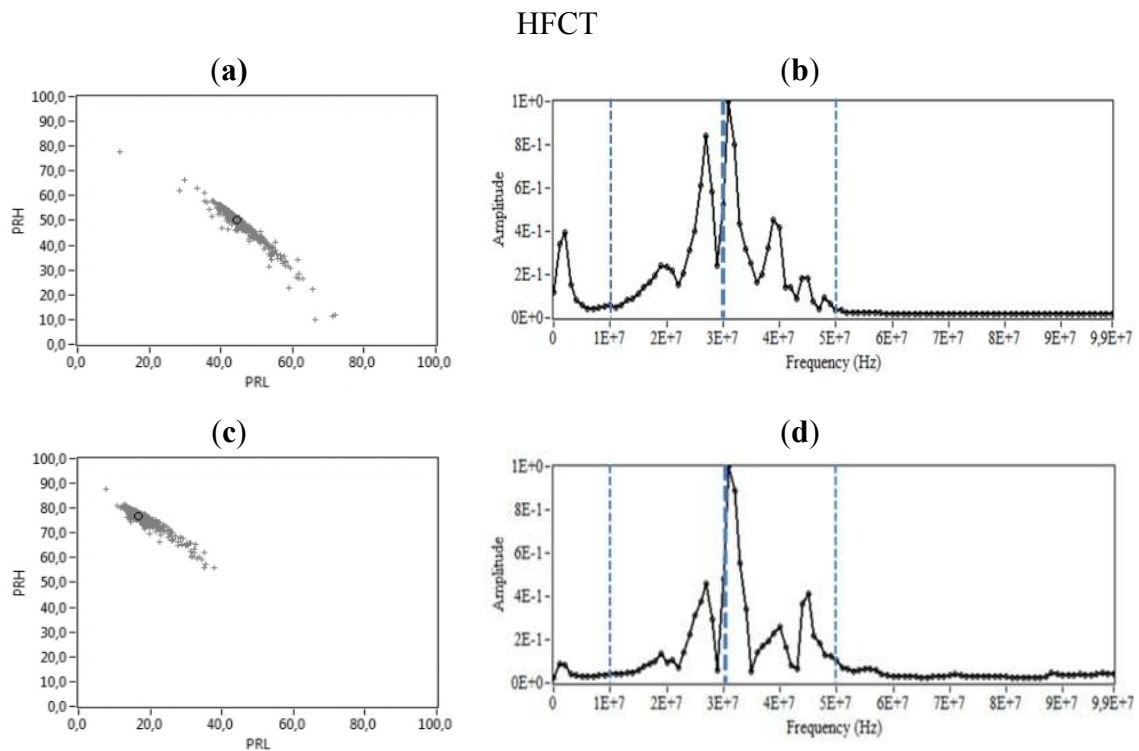 HFCT
(a)
(b)
100,0
90,0
80,0
70,0
60,0
50,0
40,0
30,0
20,0
10,0
0,0
PRH
0,0 20,0 40,0 60,0 80,0 100,0
PRL
1E+0
8E-1
6E-1
4E-1
2E-1
0E+0
Amplitude
0 1E+7 2E+7 3E+7 4E+7 5E+7 6E+7 7E+7 8E+7 9E+7 9,9E+7
Frequency (Hz)
(c)
(d)
100,0
90,0
80,0
70,0
60,0
50,0
40,0
30,0
20,0
10,0
0,0
PRH
0,0 20,0 40,0 60,0 80,0 100,0
PRL
1E+0
8E-1
6E-1
4E-1
2E-1
0E+0
Amplitude
0 1E+7 2E+7 3E+7 4E+7 5E+7 6E+7 7E+7 8E+7 9E+7 9,9E+7
Frequency (Hz)